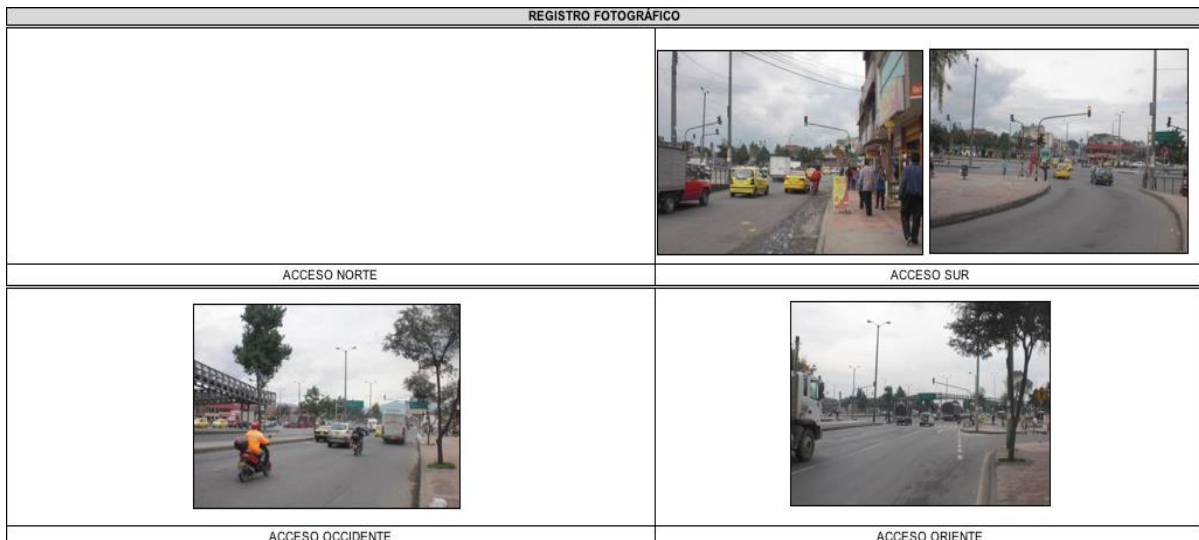 REGISTRO FOTOGRÁFICO
ACCESO NORTE
ACCESO SUR
ACCESO OCCIDENTE
ACCESO ORIENTE